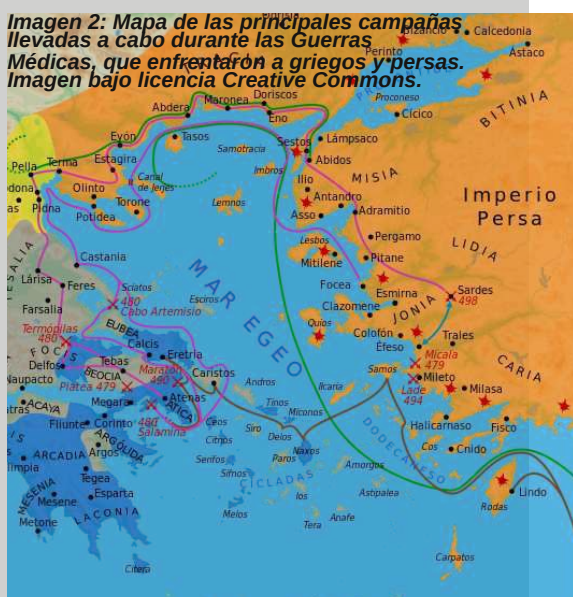 Imagen 2: Mapa de las principales campañas
llevadas a cabo durante las Guerras
Médicas, que enfrentaron a griegos y persas.
Imagen bajo licencia Creative Commons.
Calcedonia
Perinto
Ástaco
Doriscos
Maronea
Abdera
Eno
Proconeso
Cícico
BITINIA
Tasos
Eyón
Sestos
Lámpsaco
Samotracia
Abidos
Pella
Terma
Estagira
Canal
de Jerjes
Imbros
MISIA
Ilio
Imperio
Persa
Olinto
Torone
Lemnos
Antandro
Pidna
Potidea
Asso
Adramitio
Lesbos
Pérgamo
LIDIA
Castania
MAR EGEO
Mitilene
Pitane
Lárisa
Feres
Sciatos
Focea
Esmirna
Sardes
498
480
Cabo Artemisio
Esciros
JONIA
Farsalia
Clazomene
Quios
Termópilas
480
EUBEA
Colofón
Trales
FOCIS
Calcis
Eretria
Éfeso
Micala
479
CARIA
Delfos
Tebas
Maratón
490
Caristos
Samos
BEOCIA
Platea 479
Icaria
Mileto
Milasa
Naupacto
Andros
Lade
494
ACAYA
Megara
Atenas
ATICA
Tinos
Miconos
Halicarnaso
Fliunte
Corinto
480
Salamina
Ceos
Siro
Delos
Fisco
Citnos
DODECANESO
Cos
Cnido
ARGÓLIDA
ARCADIA
Argos
Serifos
Paros
Naxos
Amorgos
Tegea
Sifnos
CÍCLADAS
MESENIA
Mesene
Esparta
Ios
Astipalea
Lindo
Rodas
Metone
LACONIA
Melos
Tera
Anafe
Citera
Carpatos